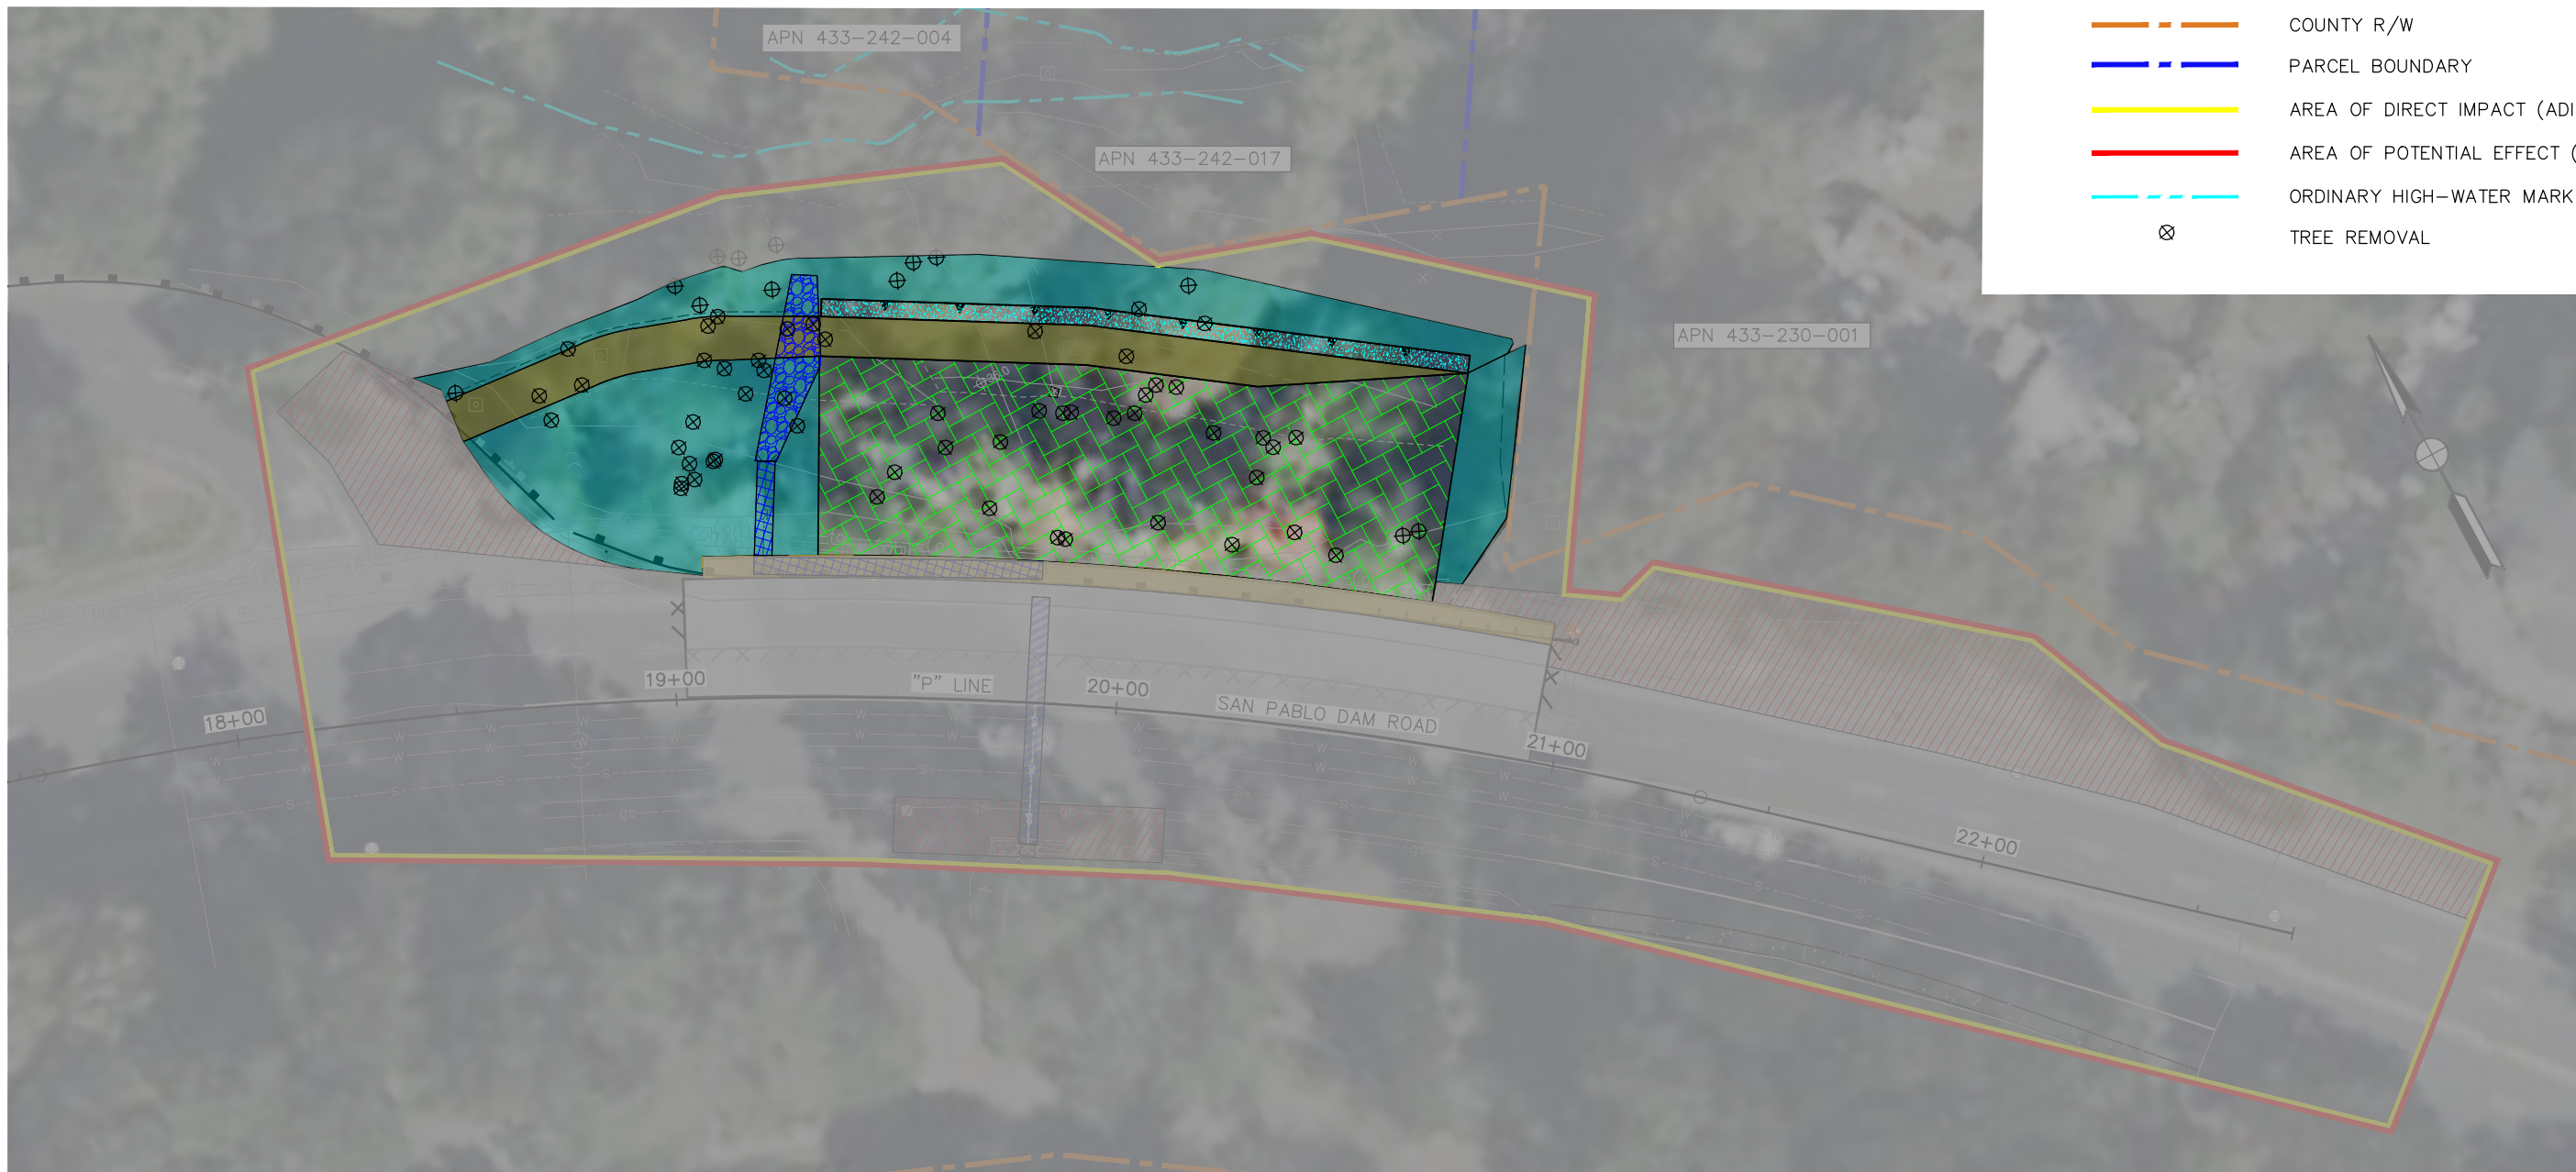 COUNTY R/W
PARCEL BOUNDARY
AREA OF DIRECT IMPACT (ADI
AREA OF POTENTIAL EFFECT (
ORDINARY HIGH-WATER MARK
TREE REMOVAL
APN 433-242-004
APN 433-242-017
APN 433-230-001
18+00
19+00
"P" LINE
20+00
SAN PABLO DAM ROAD
21+00
22+00